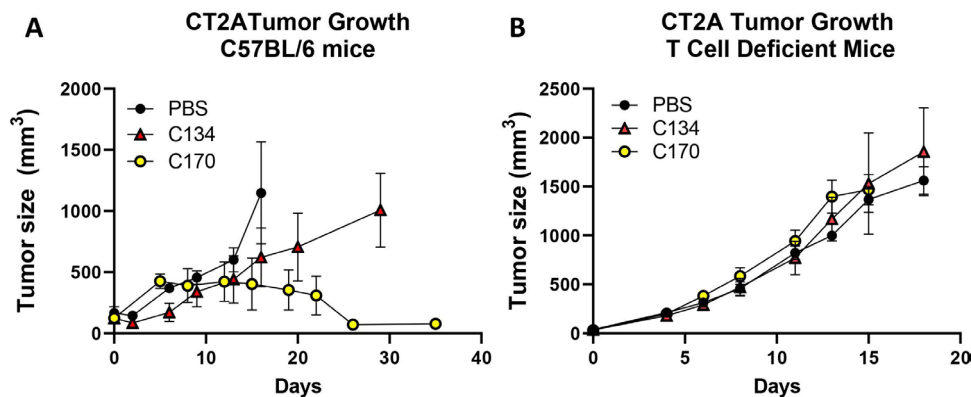 A
CT2ATumor Growth
C57BL/6 mice
Tumor size (mm3)
2000
1500
1000
500
0
PBS
C134
C170
0 10 20 30 40
Days
B
CT2A Tumor Growth
T Cell Deficient Mice
Tumor size (mm3)
2500
2000
1500
1000
500
0
PBS
C134
C170
0 5 10 15 20
Days